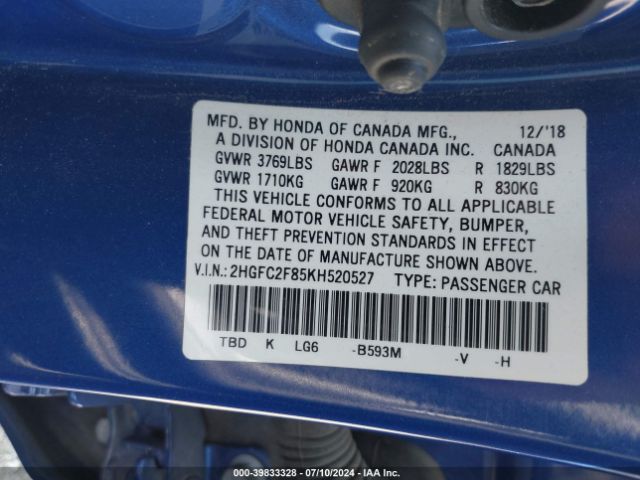 MFD. BY HONDA OF CANADA MFG., 12/'18
A DIVISION OF HONDA CANADA INC. CANADA
GVWR 3769LBS GAWR F 2028LBS R 1829LBS
GVWR 1710KG GAWR F 920KG R 830KG
THIS VEHICLE CONFORMS TO ALL APPLICABLE
FEDERAL MOTOR VEHICLE SAFETY, BUMPER,
AND THEFT PREVENTION STANDARDS IN EFFECT
ON THE DATE OF MANUFACTURE SHOWN ABOVE.
V.I.N.: 2HGFC2F85KH520527 TYPE: PASSENGER CAR
TBD K LG6 -B593M -V -H
000-39833328 - 07/10/2024 - IAA Inc.